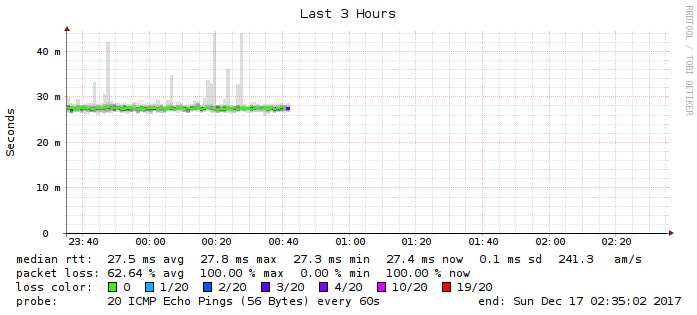 Last 3 Hours
RRDTOOL / TOBI OETIKER
Seconds
40 m
30 m
20 m
10 m
0
23:40 00:00 00:20 00:40 01:00 01:20 01:40 02:00 02:20
median rtt: 27.5 ms avg 27.8 ms max 27.3 ms min 27.4 ms now 0.1 ms sd 241.3 am/s
packet loss: 62.64 % avg 100.00 % max 0.00 % min 100.00 % now
loss color: 0 1/20 2/20 3/20 4/20 10/20 19/20
probe: 20 ICMP Echo Pings (56 Bytes) every 60s end: Sun Dec 17 02:35:02 2017